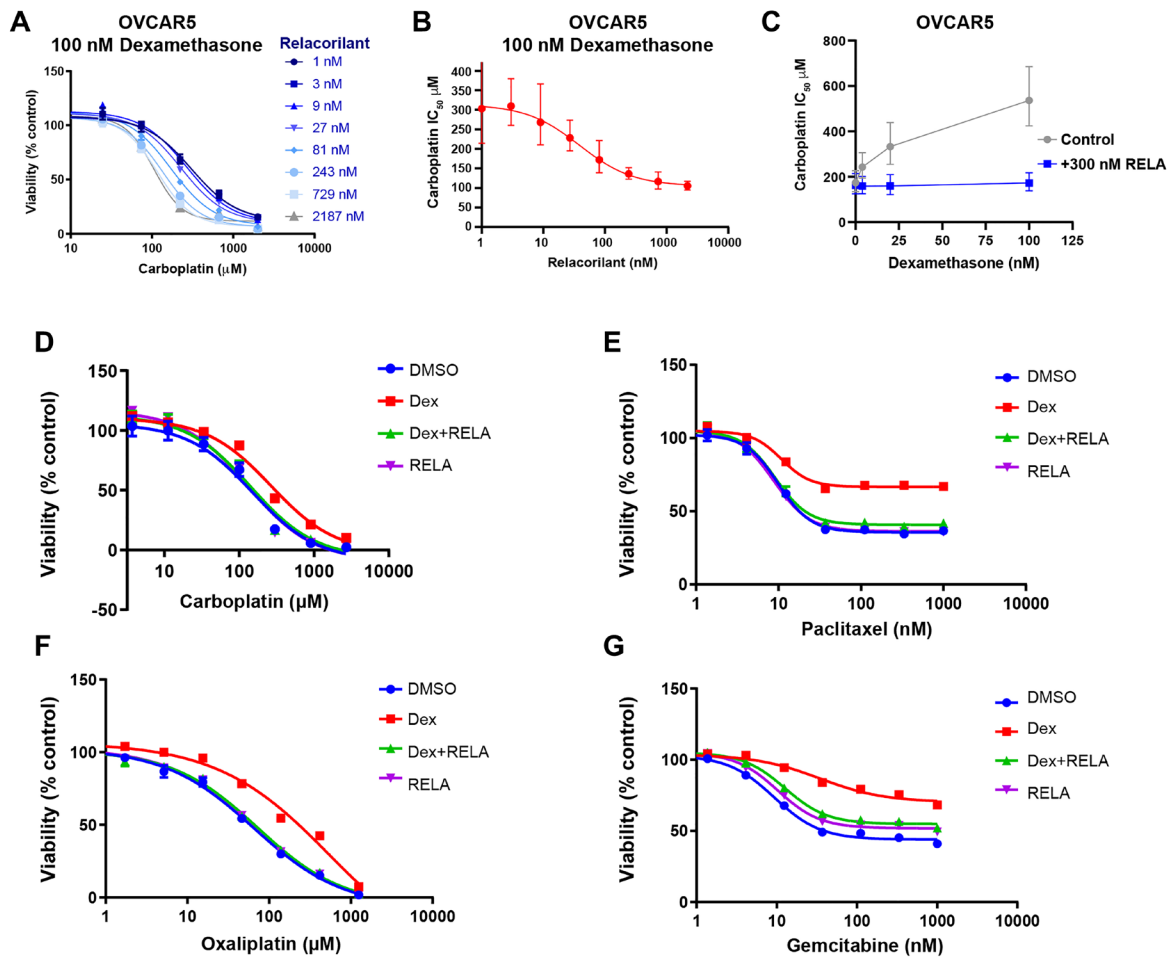 A
OVCAR5
100 nM Dexamethasone
Relacorilant
1 nM
3 nM
9 nM
27 nM
81 nM
243 nM
729 nM
2187 nM
Viability (% control)
150
100
50
0
10
100
1000
10000
Carboplatin (μM)
B
OVCAR5
100 nM Dexamethasone
Carboplatin IC50 μM
400
350
300
250
200
150
100
50
0
1
10
100
1000
10000
Relacorilant (nM)
C
OVCAR5
Carboplatin IC50 μM
800
600
400
200
0
0
25
50
75
100
125
Dexamethasone (nM)
Control
+300 nM RELA
D
Viability (% control)
150
100
50
0
-50
10
100
1000
10000
Carboplatin (μM)
DMSO
Dex
Dex+RELA
RELA
E
Viability (% control)
150
100
50
0
1
10
100
1000
10000
Paclitaxel (nM)
DMSO
Dex
Dex+RELA
RELA
F
Viability (% control)
150
100
50
0
1
10
100
1000
10000
Oxaliplatin (μM)
DMSO
Dex
Dex+RELA
RELA
G
Viability (% control)
150
100
50
0
1
10
100
1000
10000
Gemcitabine (nM)
DMSO
Dex
Dex+RELA
RELA